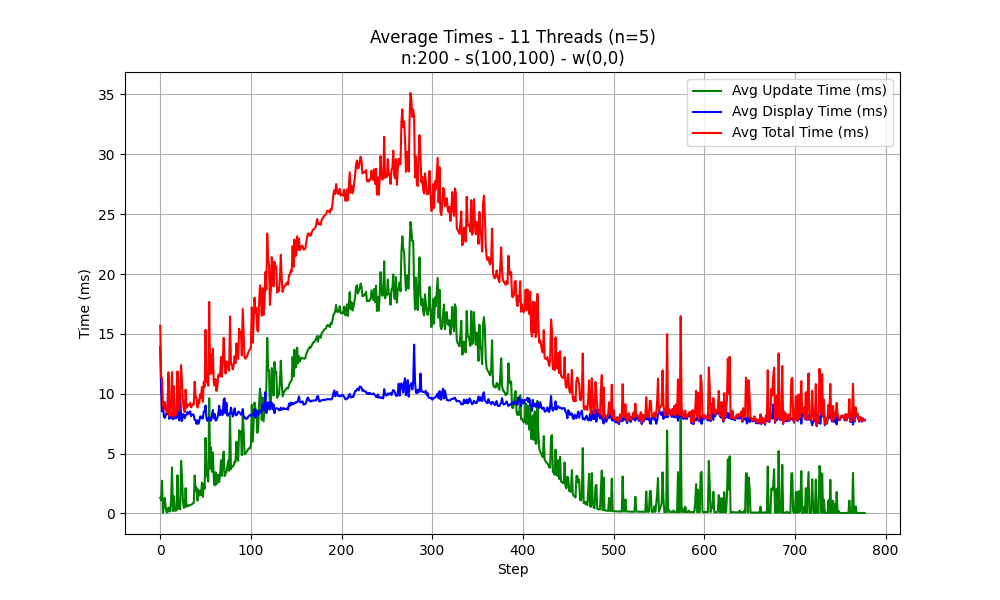 Average Times - 11 Threads (n=5)
n:200 - s(100,100) - w(0,0)
Avg Update Time (ms)
Avg Display Time (ms)
Avg Total Time (ms)
Time (ms)
35
30
25
20
15
10
5
0
0 100 200 300 400 500 600 700 800
Step